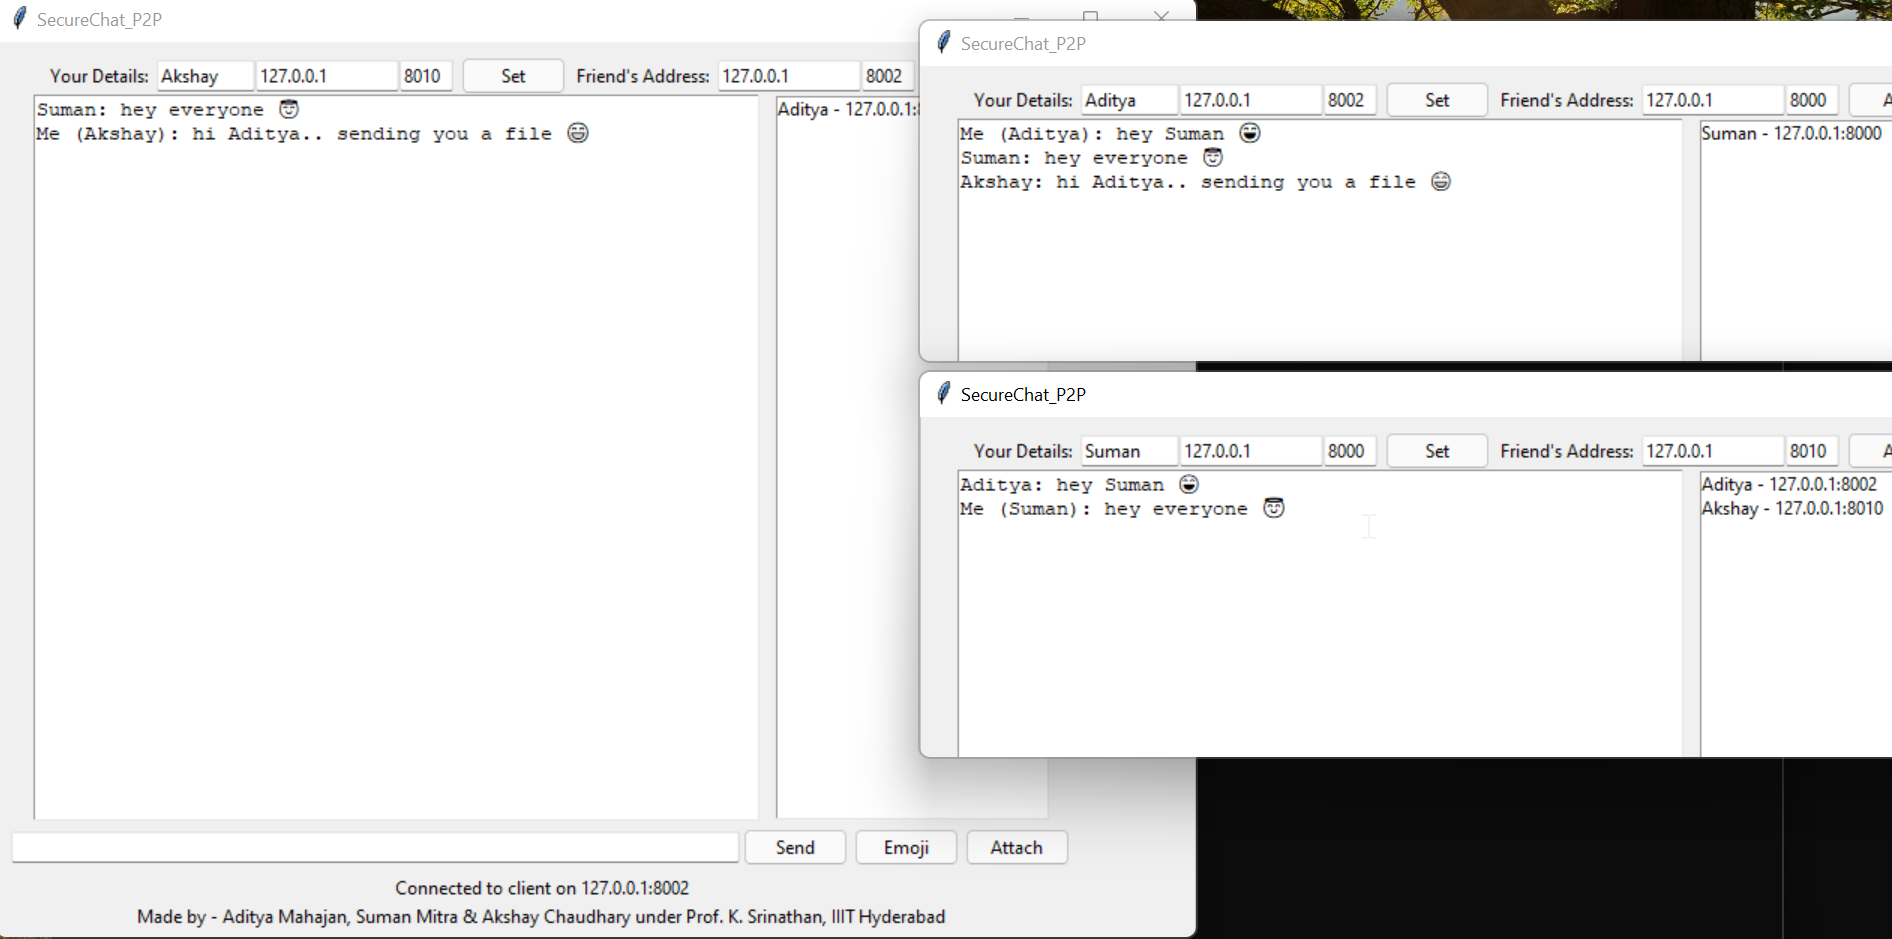 SecureChat_P2P
Your Details: Akshay 127.0.0.1 8010 Set Friend's Address: 127.0.0.1 8002
Suman: hey everyone 😇
Me (Akshay): hi Aditya.. sending you a file 😄
Aditya - 127.0.0.1:8
Send Emoji Attach
Connected to client on 127.0.0.1:8002
Made by - Aditya Mahajan, Suman Mitra & Akshay Chaudhary under Prof. K. Srinathan, IIIT Hyderabad
SecureChat_P2P
Your Details: Aditya 127.0.0.1 8002 Set Friend's Address: 127.0.0.1 8000
Me (Aditya): hey Suman 😀
Suman: hey everyone 😇
Akshay: hi Aditya.. sending you a file 😄
Suman - 127.0.0.1:8000
SecureChat_P2P
Your Details: Suman 127.0.0.1 8000 Set Friend's Address: 127.0.0.1 8010
Aditya: hey Suman 😀
Me (Suman): hey everyone 😇
Aditya - 127.0.0.1:8002
Akshay - 127.0.0.1:8010